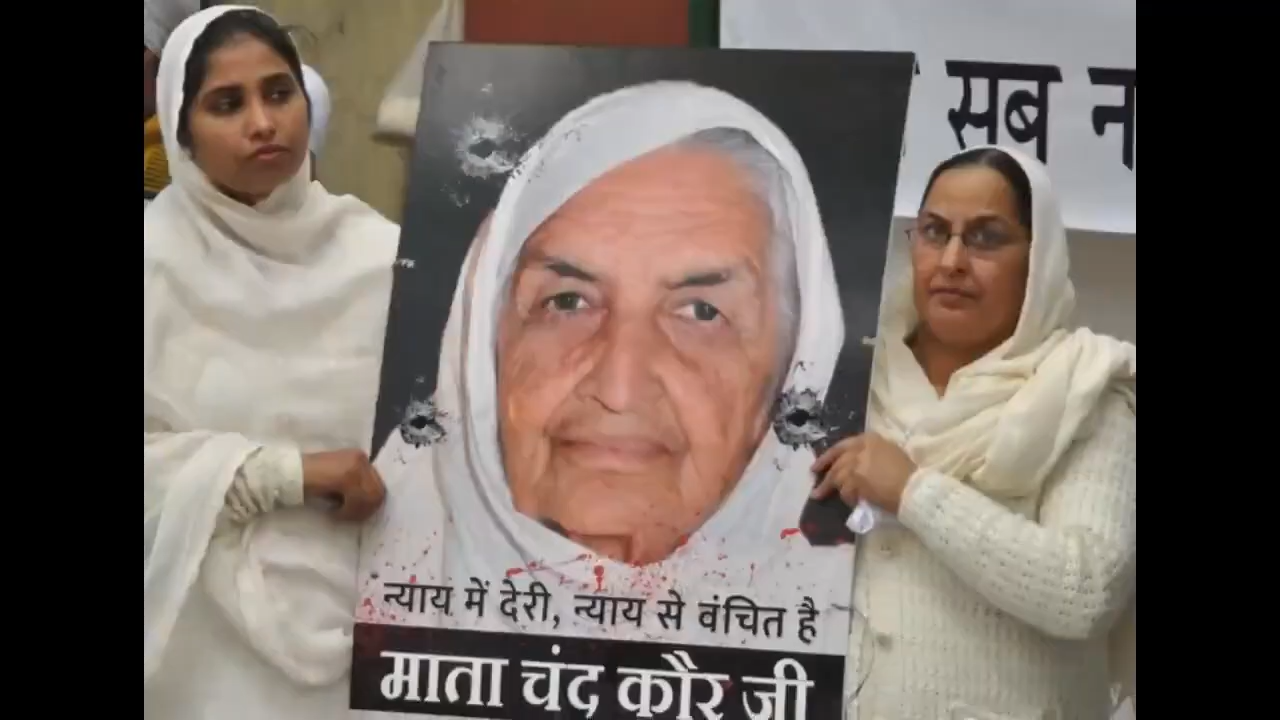 सब न
न्याय में देरी, न्याय से वंचित है
माता चंद कौर जी